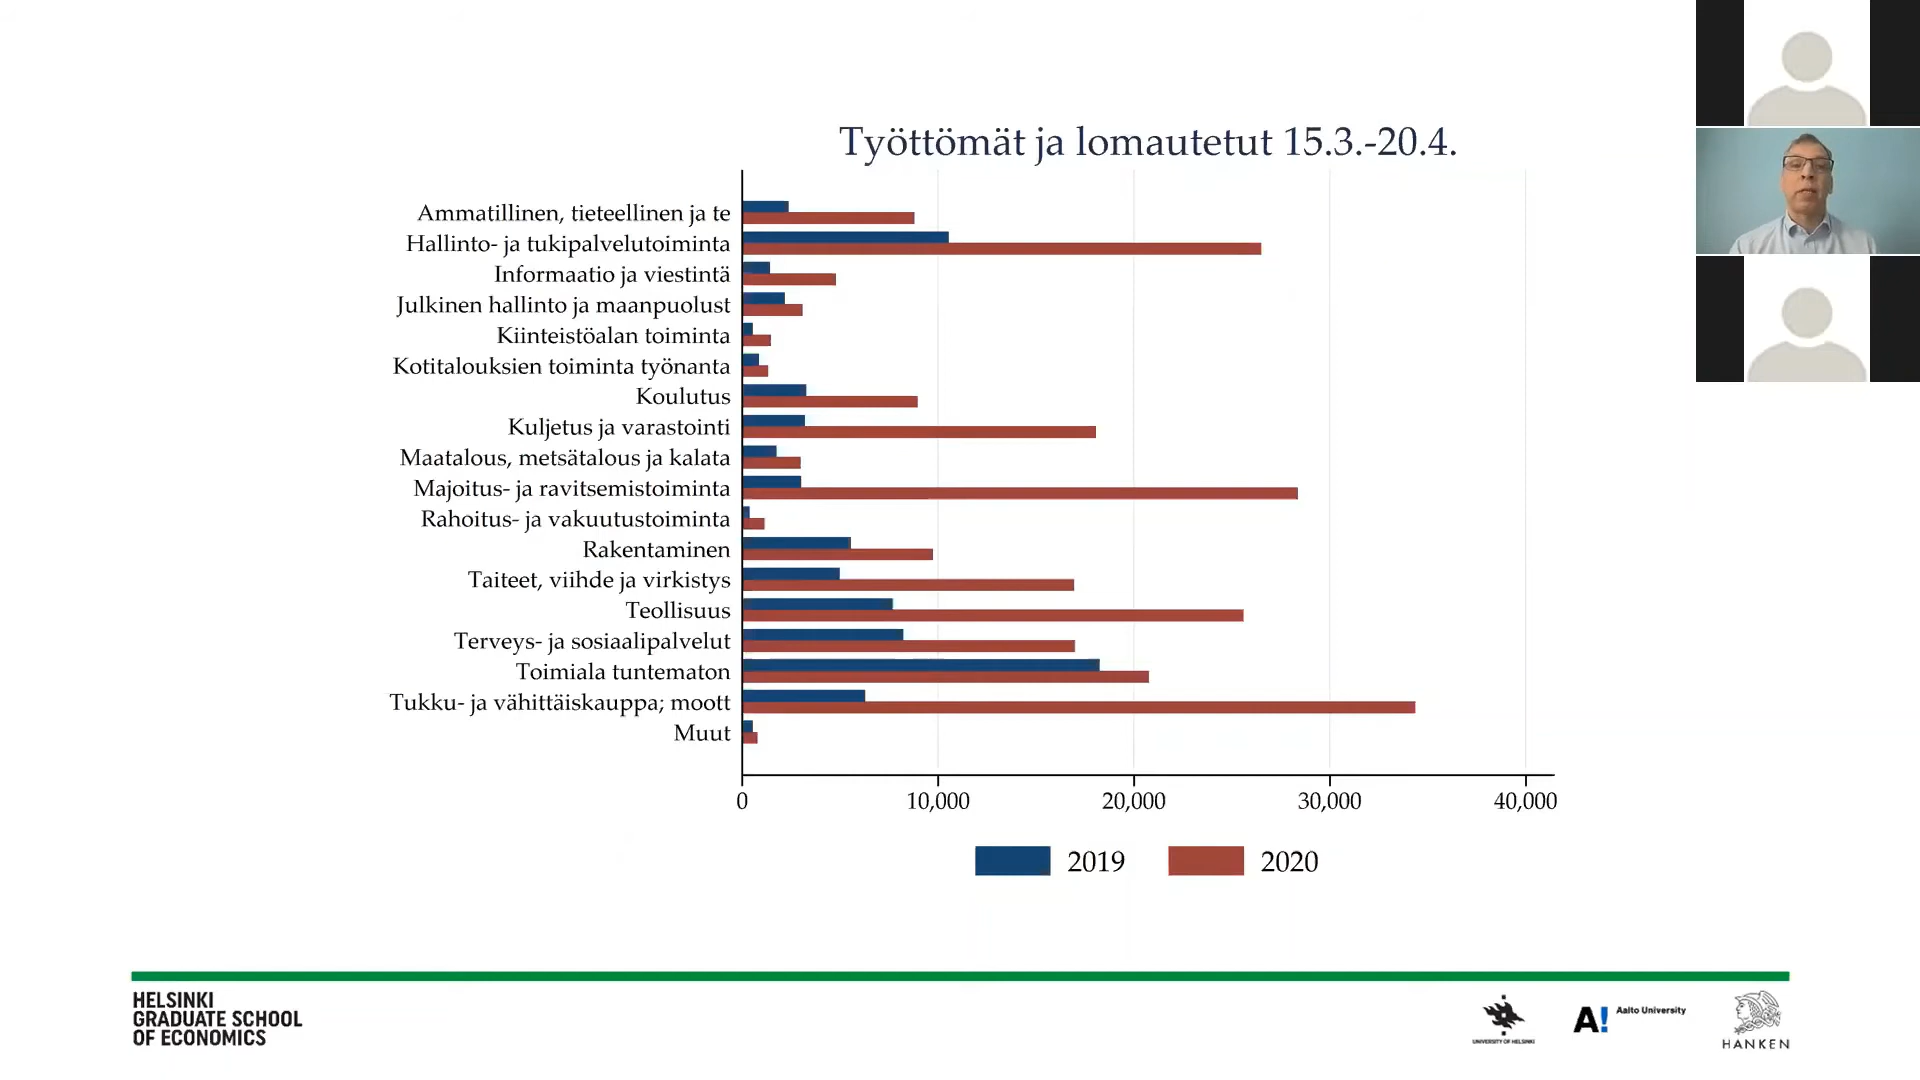 Työttömät ja lomautetut 15.3.-20.4.
Ammatillinen, tieteellinen ja te
Hallinto- ja tukipalvelutoiminta
Informaatio ja viestintä
Julkinen hallinto ja maanpuolust
Kiinteistöalan toiminta
Kotitalouksien toiminta työnanta
Koulutus
Kuljetus ja varastointi
Maatalous, metsätalous ja kalata
Majoitus- ja ravitsemistoiminta
Rahoitus- ja vakuutustoiminta
Rakentaminen
Taiteet, viihde ja virkistys
Teollisuus
Terveys- ja sosiaalipalvelut
Toimiala tuntematon
Tukku- ja vähittäiskauppa; moott
Muut
0 10,000 20,000 30,000 40,000
2019 2020
HELSINKI
GRADUATE SCHOOL
OF ECONOMICS
UNIVERSITY OF HELSINKI
A! Aalto University
HANKEN